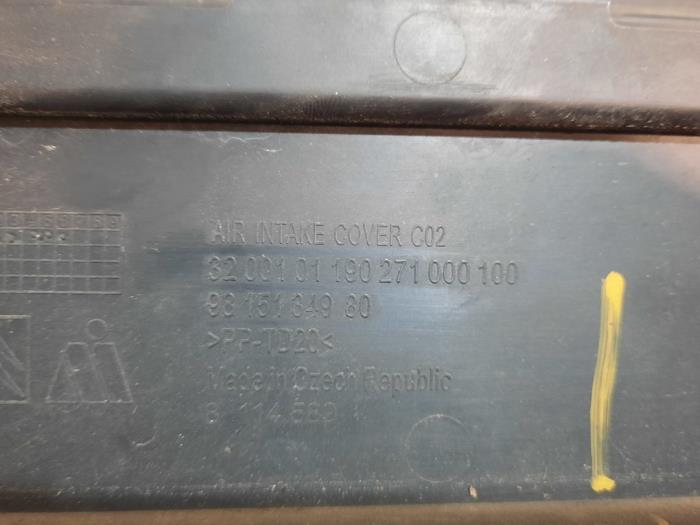 AIR INTAKE COVER C02
32 001 01 190 271 000 100
93 151 349 80
>PP-TD20<
Made in Czech Republic